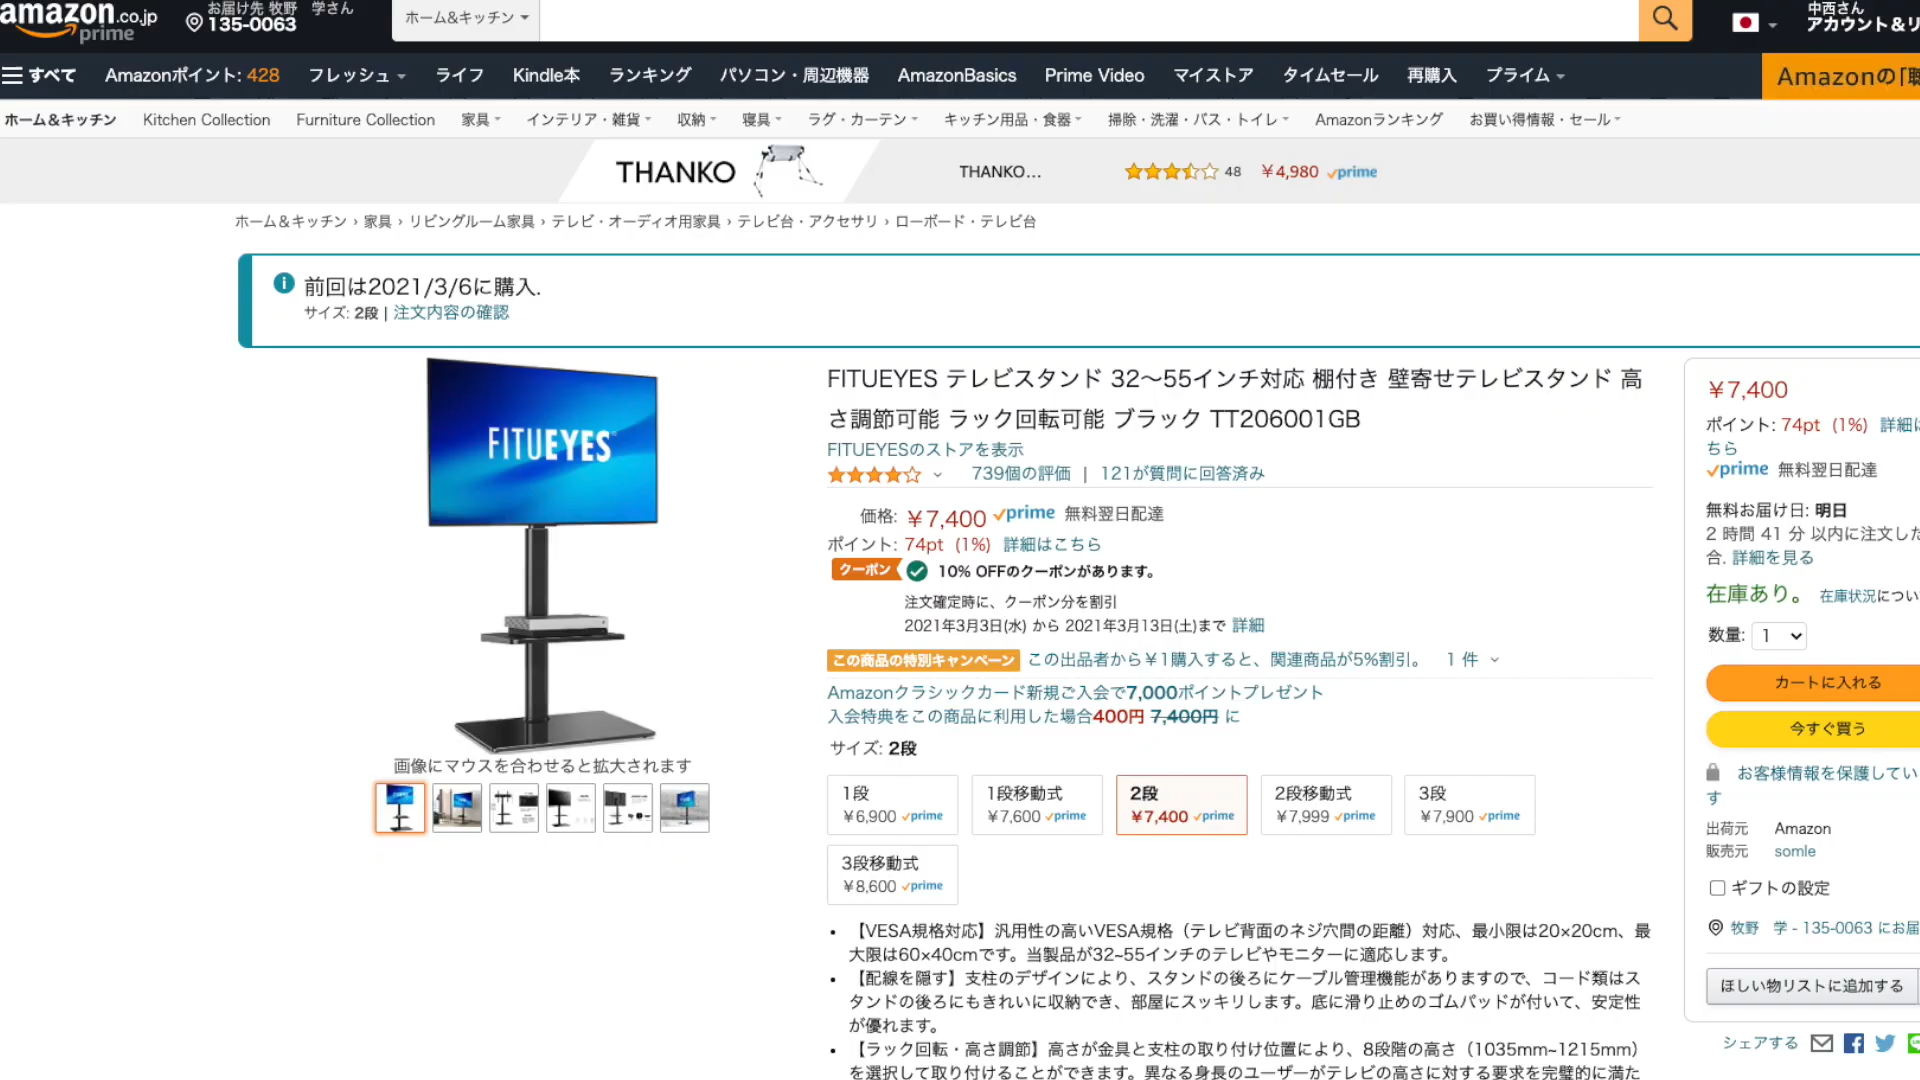 amazon.co.jp
prime
お届け先 牧野 学さん
135-0063
ホーム&キッチン
中西さん
アカウント&リ
すべて Amazonポイント: 428 フレッシュ ライフ Kindle本 ランキング パソコン・周辺機器 AmazonBasics Prime Video マイストア タイムセール 再購入 プライム
Amazonの「聴
ホーム&キッチン Kitchen Collection Furniture Collection 家具 インテリア・雑貨 収納 寝具 ラグ・カーテン キッチン用品・食器 掃除・洗濯・バス・トイレ Amazonランキング お買い得情報・セール
THANKO THANKO... 48 ￥4,980 prime
ホーム＆キッチン › 家具 › リビングルーム家具 › テレビ・オーディオ用家具 › テレビ台・アクセサリ › ローボード・テレビ台
前回は2021/3/6に購入.
サイズ: 2段 | 注文内容の確認
FITUEYES
画像にマウスを合わせると拡大されます
FITUEYES テレビスタンド 32～55インチ対応 棚付き 壁寄せテレビスタンド 高
さ調節可能 ラック回転可能 ブラック TT206001GB
FITUEYESのストアを表示
739個の評価 | 121が質問に回答済み
価格: ￥7,400 prime 無料翌日配達
ポイント: 74pt (1%) 詳細はこちら
クーポン 10% OFFのクーポンがあります。
注文確定時に、クーポン分を割引
2021年3月3日(水) から 2021年3月13日(土)まで 詳細
この商品の特別キャンペーン この出品者から￥1購入すると、関連商品が5%割引。 1 件
Amazonクラシックカード新規ご入会で7,000ポイントプレゼント
入会特典をこの商品に利用した場合400円 7,400円 に
サイズ: 2段
1段 1段移動式 2段 2段移動式 3段
￥6,900 prime ￥7,600 prime ￥7,400 prime ￥7,999 prime ￥7,900 prime
3段移動式
￥8,600 prime
• 【VESA規格対応】汎用性の高いVESA規格（テレビ背面のネジ穴間の距離）対応、最小限は20×20cm、最
大限は60×40cmです。当製品が32~55インチのテレビやモニターに適応します。
• 【配線を隠す】支柱のデザインにより、スタンドの後ろにケーブル管理機能がありますので、コード類はス
タンドの後ろにもきれいに収納でき、部屋にスッキリします。底に滑り止めのゴムパッドが付いて、安定性
が優れます。
• 【ラック回転・高さ調節】高さが金具と支柱の取り付け位置により、8段階の高さ（1035mm~1215mm）
を選択して取り付けることができます。異なる身長のユーザーがテレビの高さに対する要求を完璧的に満た
￥7,400
ポイント: 74pt (1%) 詳細は
ちら
prime 無料翌日配達
無料お届け日: 明日
2 時間 41 分 以内に注文した
合. 詳細を見る
在庫あり。 在庫状況につい
数量: 1
カートに入れる
今すぐ買う
お客様情報を保護してい
す
出荷元 Amazon
販売元 somle
ギフトの設定
牧野 学 - 135-0063 にお届
ほしい物リストに追加する
シェアする